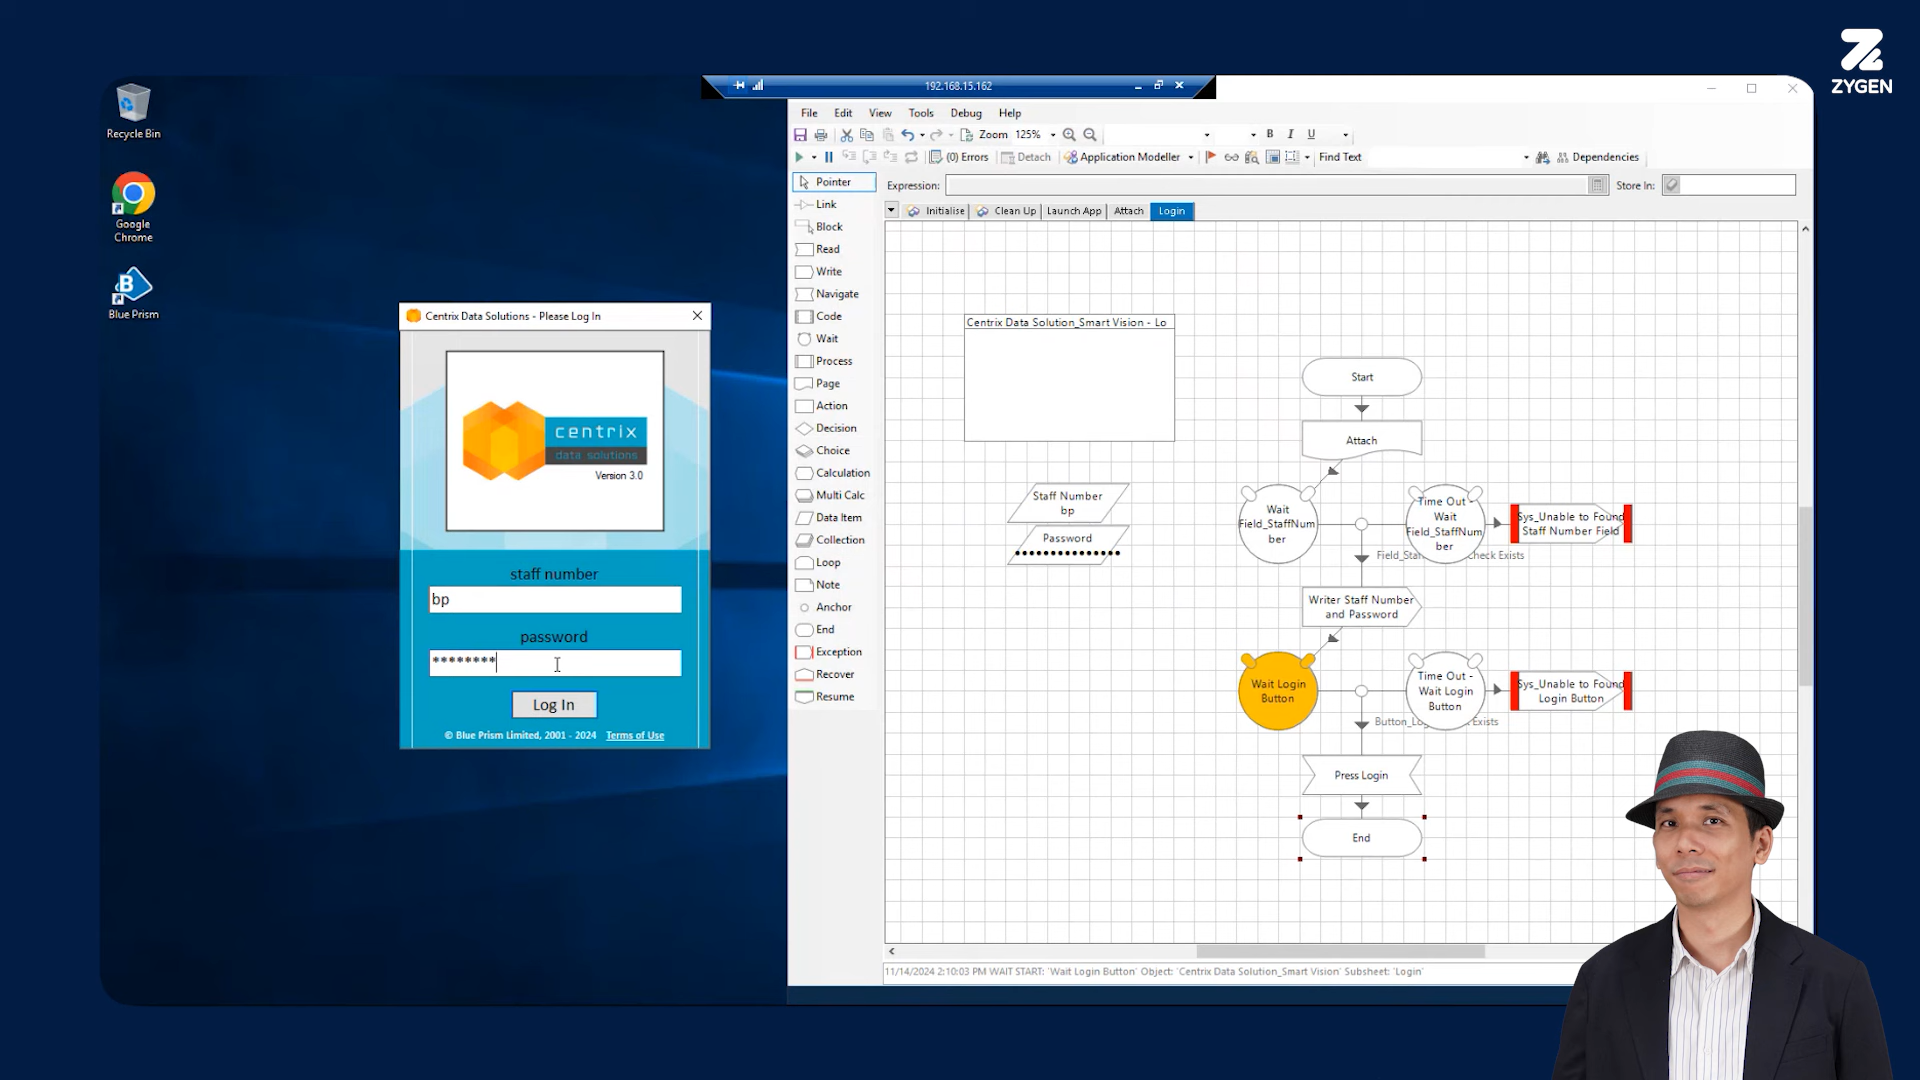 ZYGEN
Recycle Bin
Google
Chrome
Blue Prism
Centrix Data Solutions - Please Log In
centrix
data solutions
Version 3.0
staff number
bp
password
********
Log In
© Blue Prism Limited, 2001 - 2024 Terms of Use
192.168.15.162
File Edit View Tools Debug Help
Zoom 125% B I U
(0) Errors Detach Application Modeller Find Text Dependencies
Expression: Store In:
Initialise Clean Up Launch App Attach Login
Pointer
Link
Block
Read
Write
Navigate
Code
Wait
Process
Page
Action
Decision
Choice
Calculation
Multi Calc
Data Item
Collection
Loop
Note
Anchor
End
Exception
Recover
Resume
Centrix Data Solution_Smart Vision - Lo
Staff Number
bp
Password
Start
Attach
Wait
Field_StaffNum
ber
Time Out -
Wait
Field_StaffNum
ber
Sys_Unable to Found
Staff Number Field
Writer Staff Number
and Password
Wait Login
Button
Time Out -
Wait Login
Button
Sys_Unable to Found
Login Button
Press Login
End
11/14/2024 2:10:03 PM WAIT START: 'Wait Login Button' Object: 'Centrix Data Solution_Smart Vision' Subsheet: 'Login'